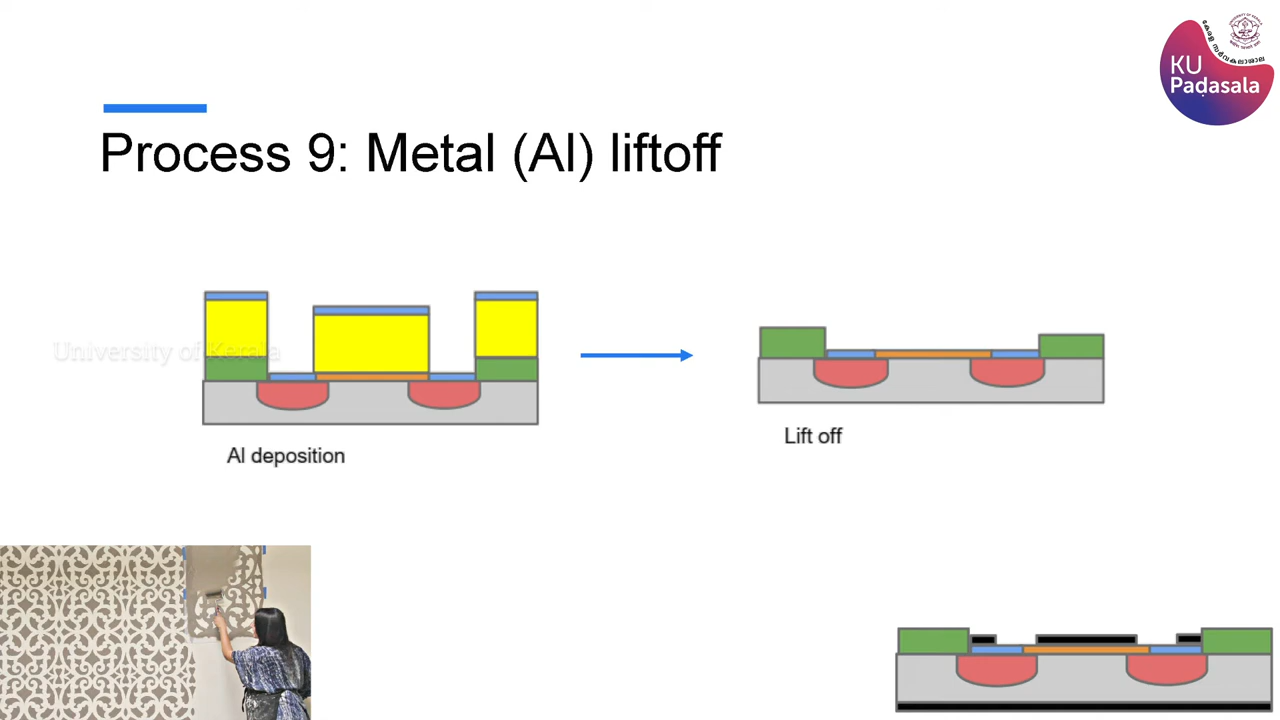 KU
Padasala
Process 9: Metal (Al) liftoff
University of Kerala
Al deposition
Lift off